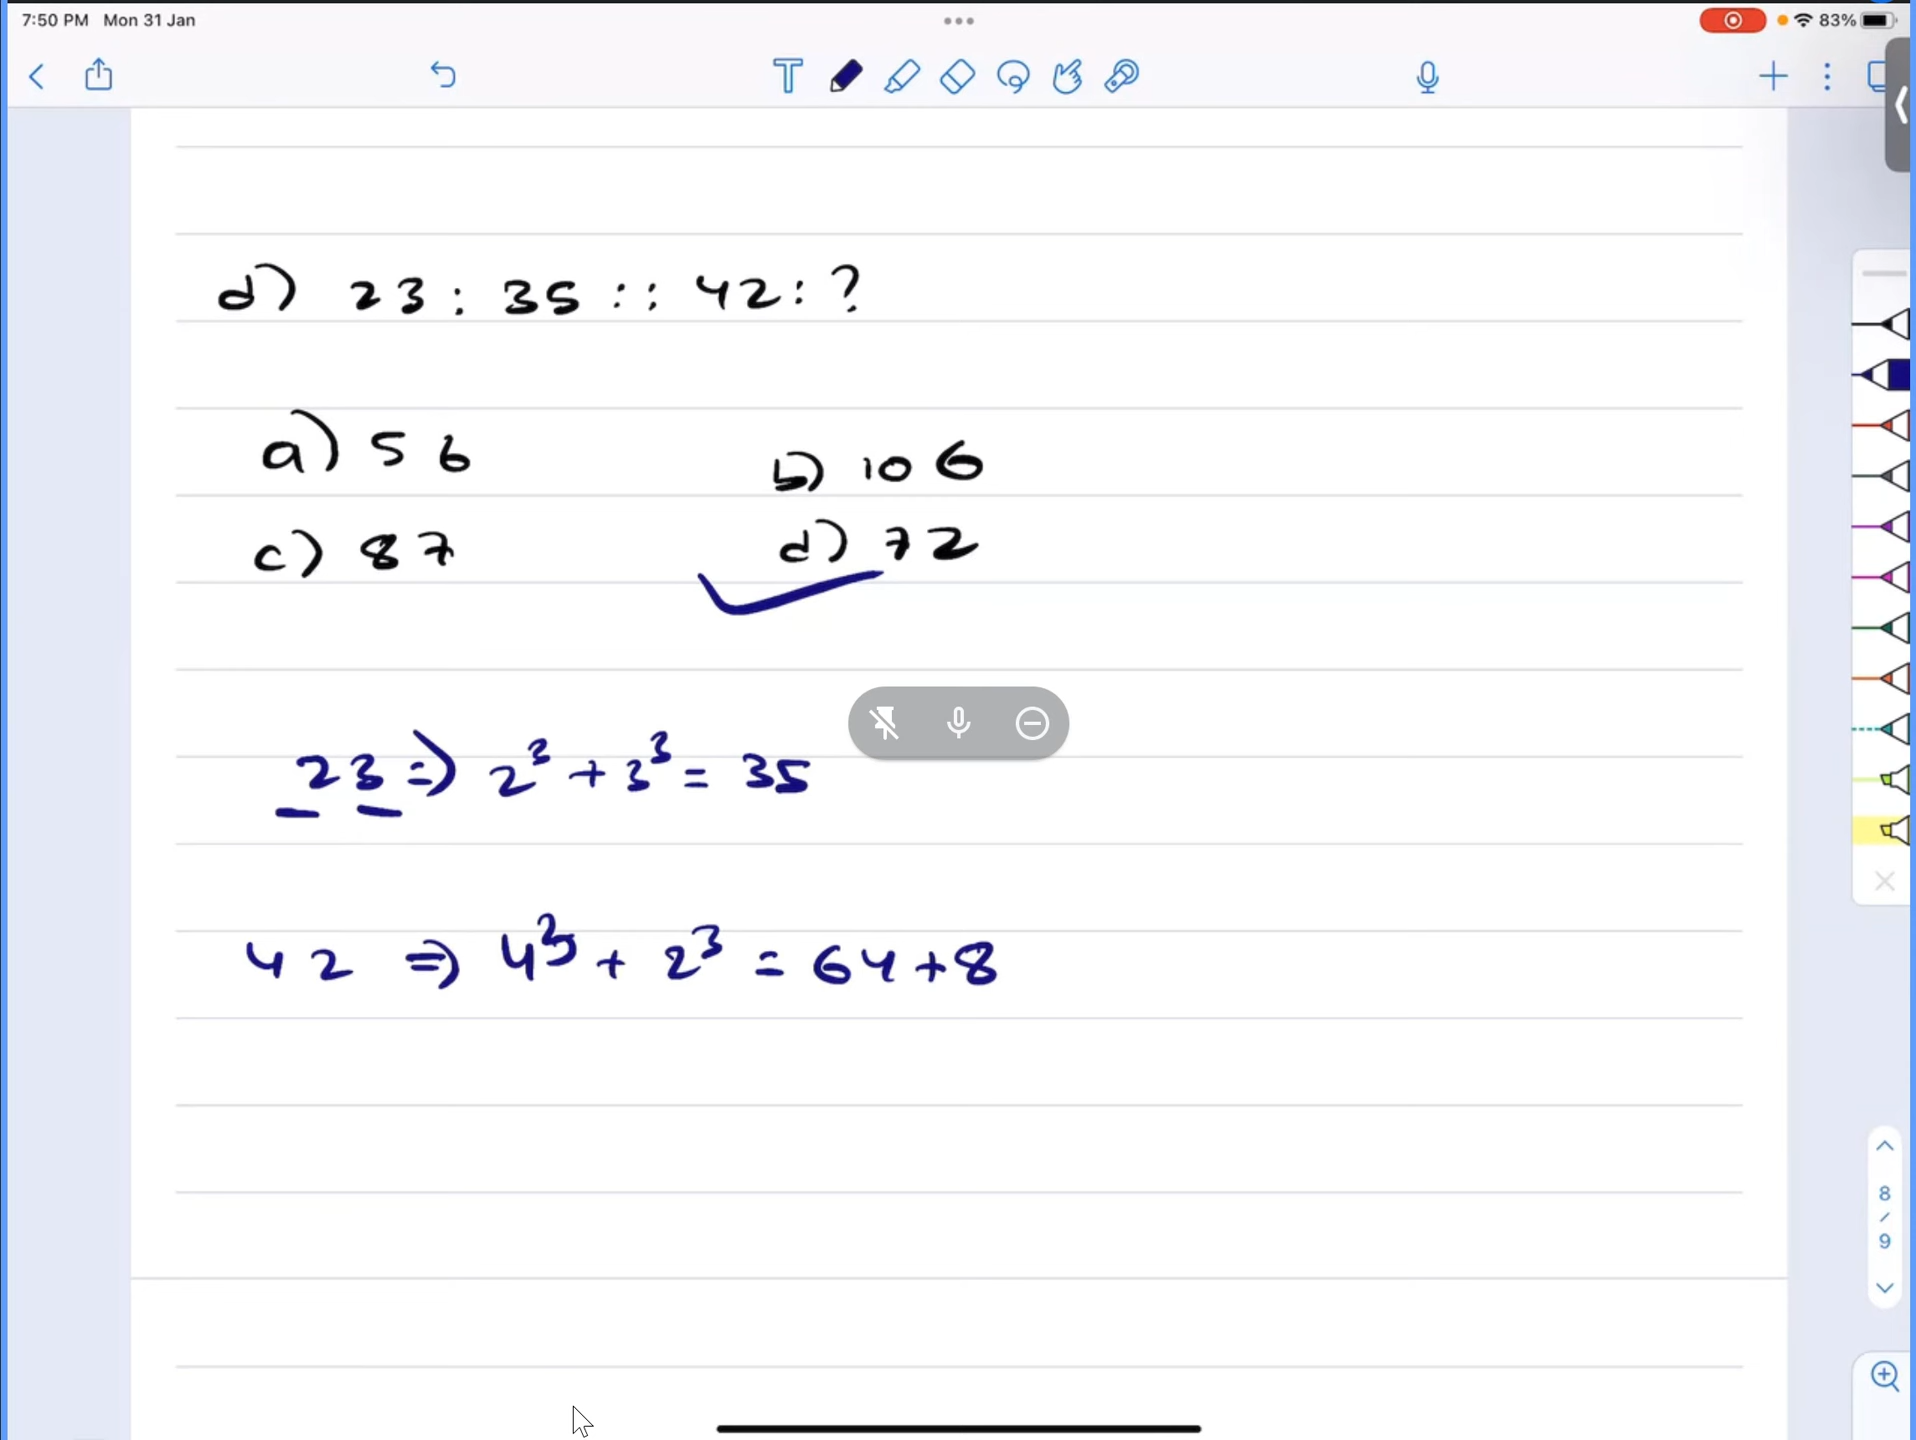 7:50 PM Mon 31 Jan
83%
T
d) 23 : 35 :: 42 : ?
a) 56 b) 106
c) 87 d) 72
23 => 2³ + 3³ = 35
42 => 4³ + 2³ = 64 + 8
8
/
9